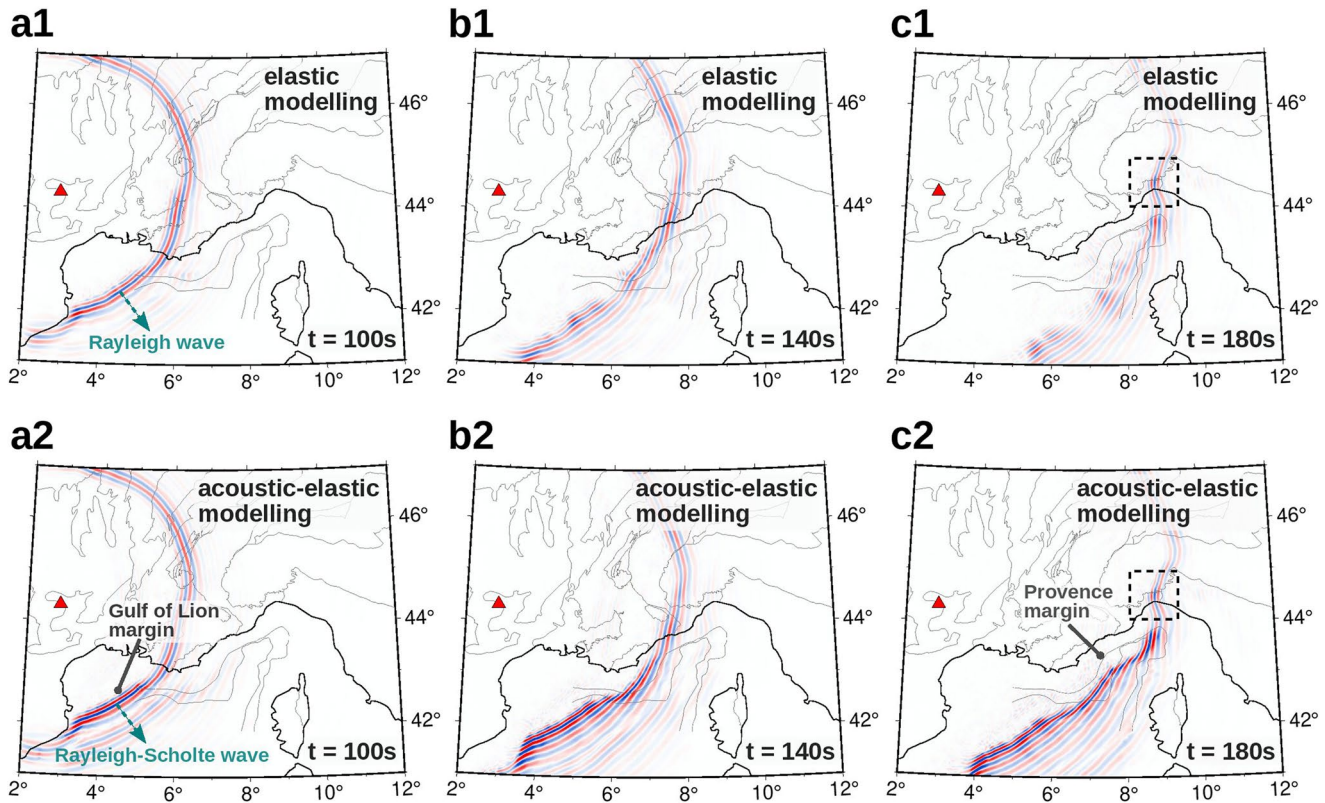 a1
elastic
modelling
46°
44°
42°
Rayleigh wave
t = 100s
2° 4° 6° 8° 10° 12°
b1
elastic
modelling
46°
44°
42°
t = 140s
2° 4° 6° 8° 10° 12°
c1
elastic
modelling
46°
44°
42°
t = 180s
2° 4° 6° 8° 10° 12°
a2
acoustic-elastic
modelling
46°
Gulf of Lion
margin
44°
42°
Rayleigh-Scholte wave
t = 100s
2° 4° 6° 8° 10° 12°
b2
acoustic-elastic
modelling
46°
44°
42°
t = 140s
2° 4° 6° 8° 10° 12°
c2
acoustic-elastic
modelling
46°
Provence
margin
44°
42°
t = 180s
2° 4° 6° 8° 10° 12°